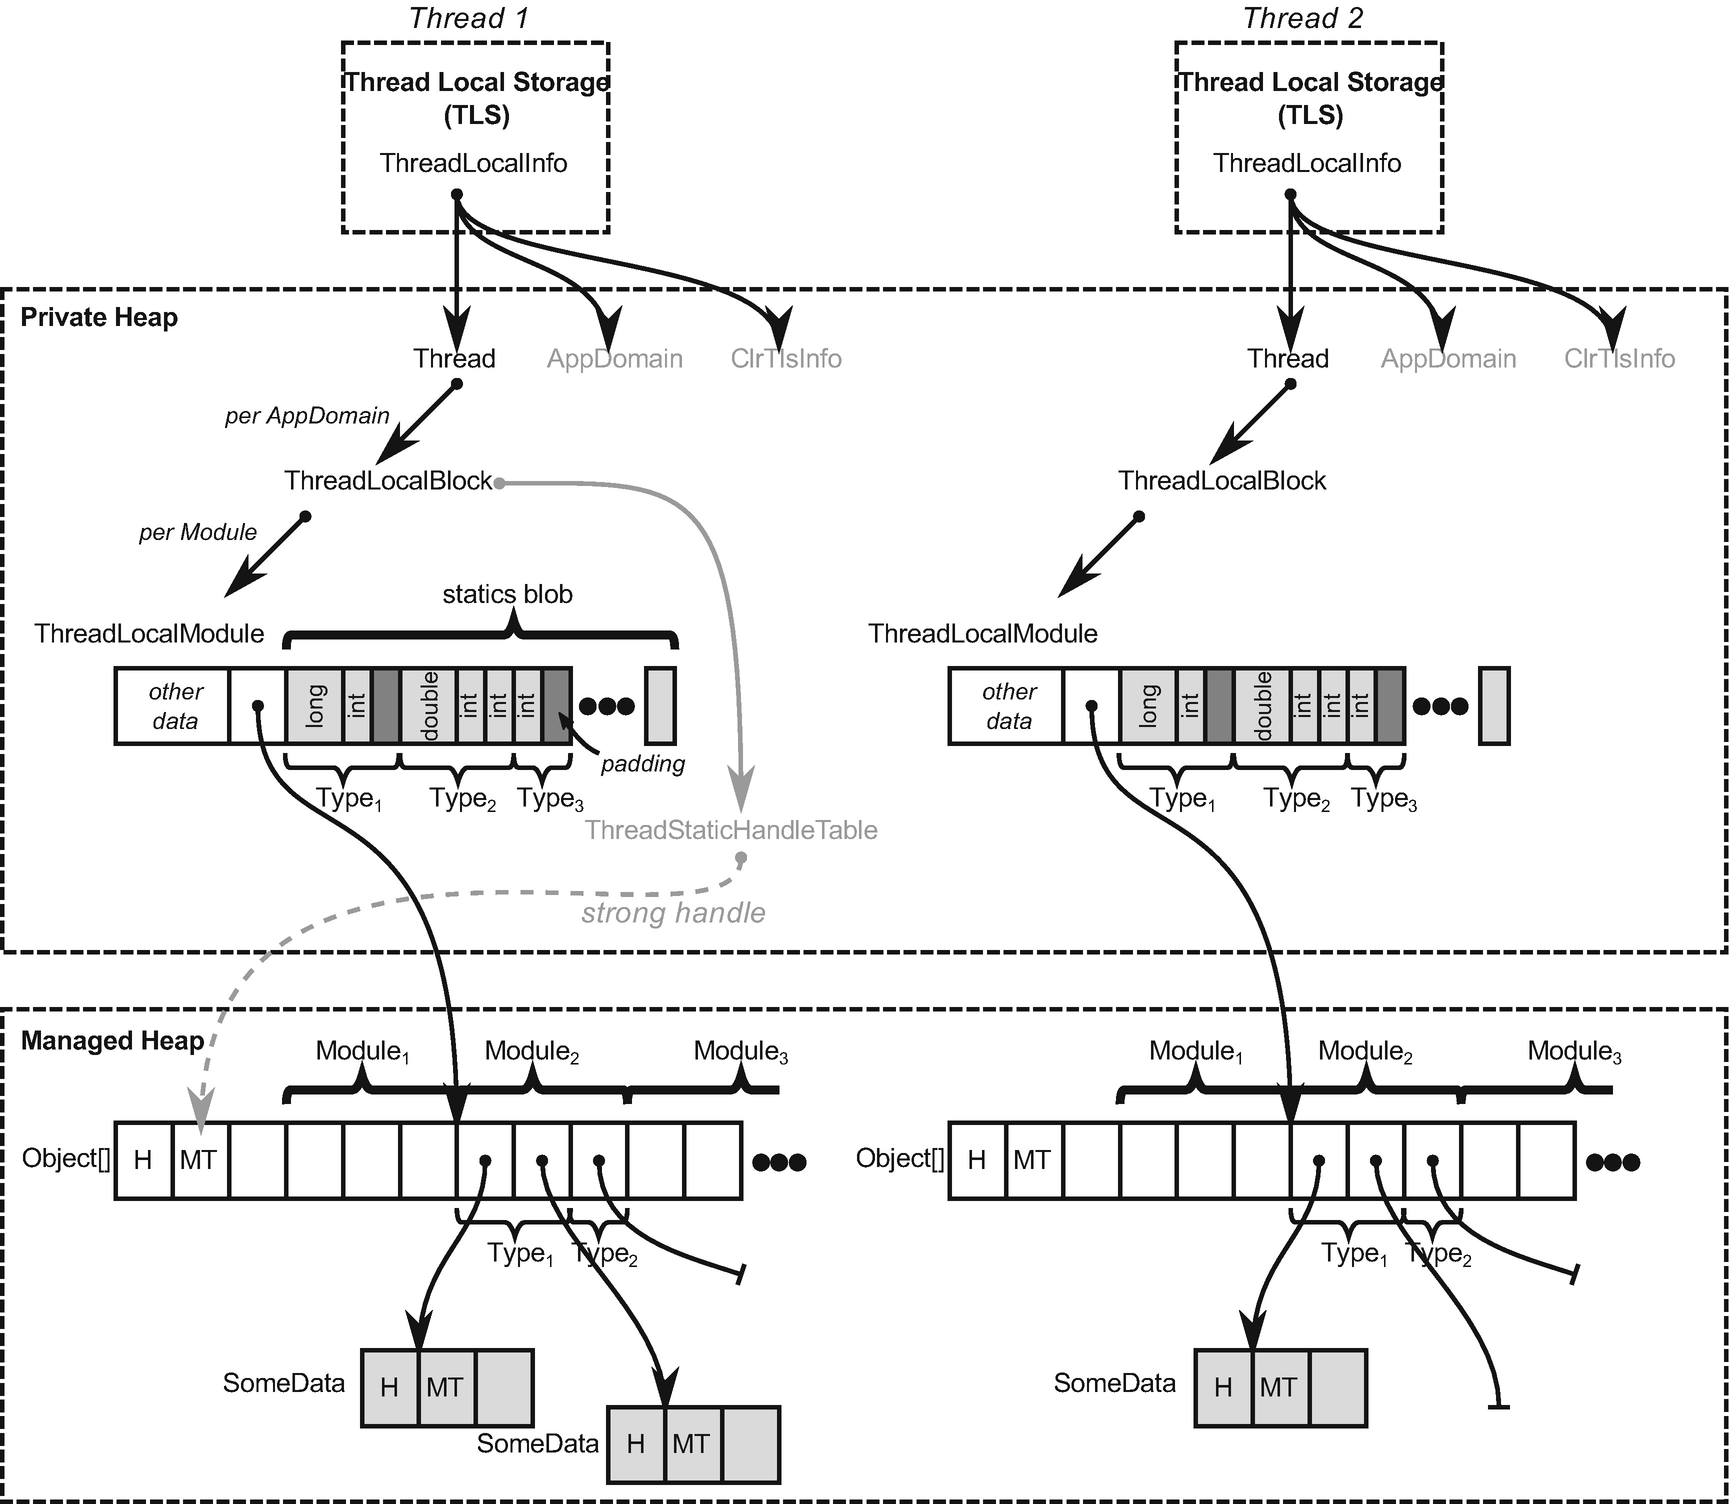 Thread 1
Thread 2
Thread Local Storage
(TLS)
ThreadLocalInfo
Thread Local Storage
(TLS)
ThreadLocalInfo
Private Heap
Thread
AppDomain
ClrTlsInfo
Thread
AppDomain
ClrTlsInfo
per AppDomain
ThreadLocalBlock
ThreadLocalBlock
per Module
statics blob
ThreadLocalModule
ThreadLocalModule
other
data
long
int
double
int
int
int
other
data
long
int
double
int
int
int
padding
Type₁
Type₂
Type₃
Type₁
Type₂
Type₃
ThreadStaticHandleTable
strong handle
Managed Heap
Module₁
Module₂
Module₃
Module₁
Module₂
Module₃
Object[]
H
MT
Object[]
H
MT
Type₁
Type₂
Type₁
Type₂
SomeData
H
MT
SomeData
H
MT
SomeData
H
MT